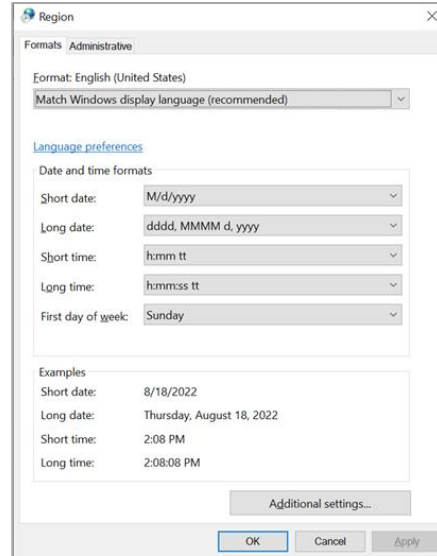 Region
Formats Administrative
Format: English (United States)
Match Windows display language (recommended)
Language preferences
Date and time formats
Short date: M/d/yyyy
Long date: dddd, MMMM d, yyyy
Short time: h:mm tt
Long time: h:mm:ss tt
First day of week: Sunday
Examples
Short date: 8/18/2022
Long date: Thursday, August 18, 2022
Short time: 2:08 PM
Long time: 2:08:08 PM
Additional settings...
OK Cancel Apply